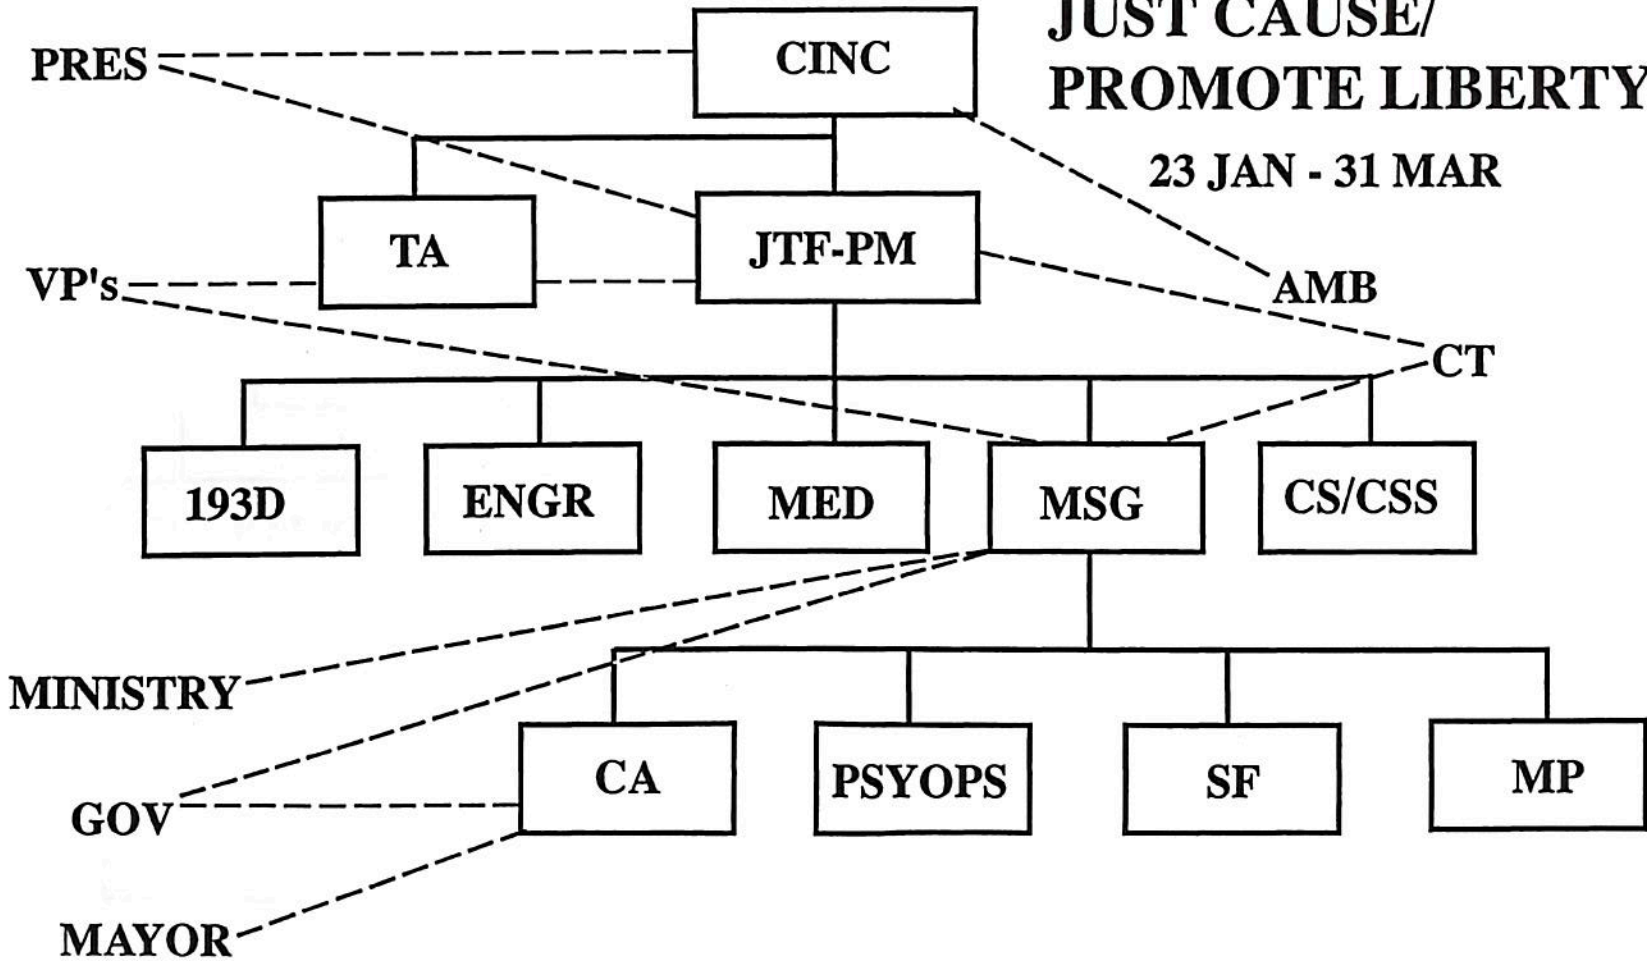 JUST CAUSE/
PROMOTE LIBERTY
23 JAN - 31 MAR
PRES
CINC
TA
JTF-PM
VP's
AMB
CT
193D
ENGR
MED
MSG
CS/CSS
MINISTRY
CA
PSYOPS
SF
MP
GOV
MAYOR